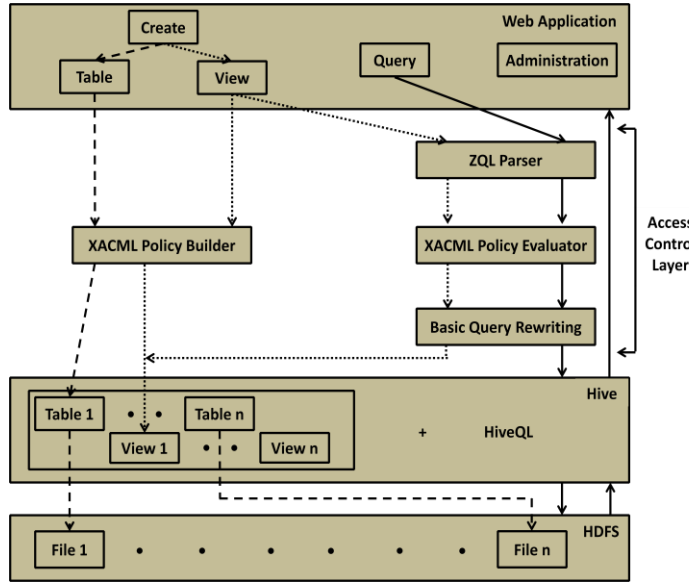 Web Application
Create
Table
View
Query
Administration
ZQL Parser
XACML Policy Builder
XACML Policy Evaluator
Access
Contro
Layer
Basic Query Rewriting
Hive
Table 1
Table n
View 1
View n
+
HiveQL
HDFS
File 1
File n